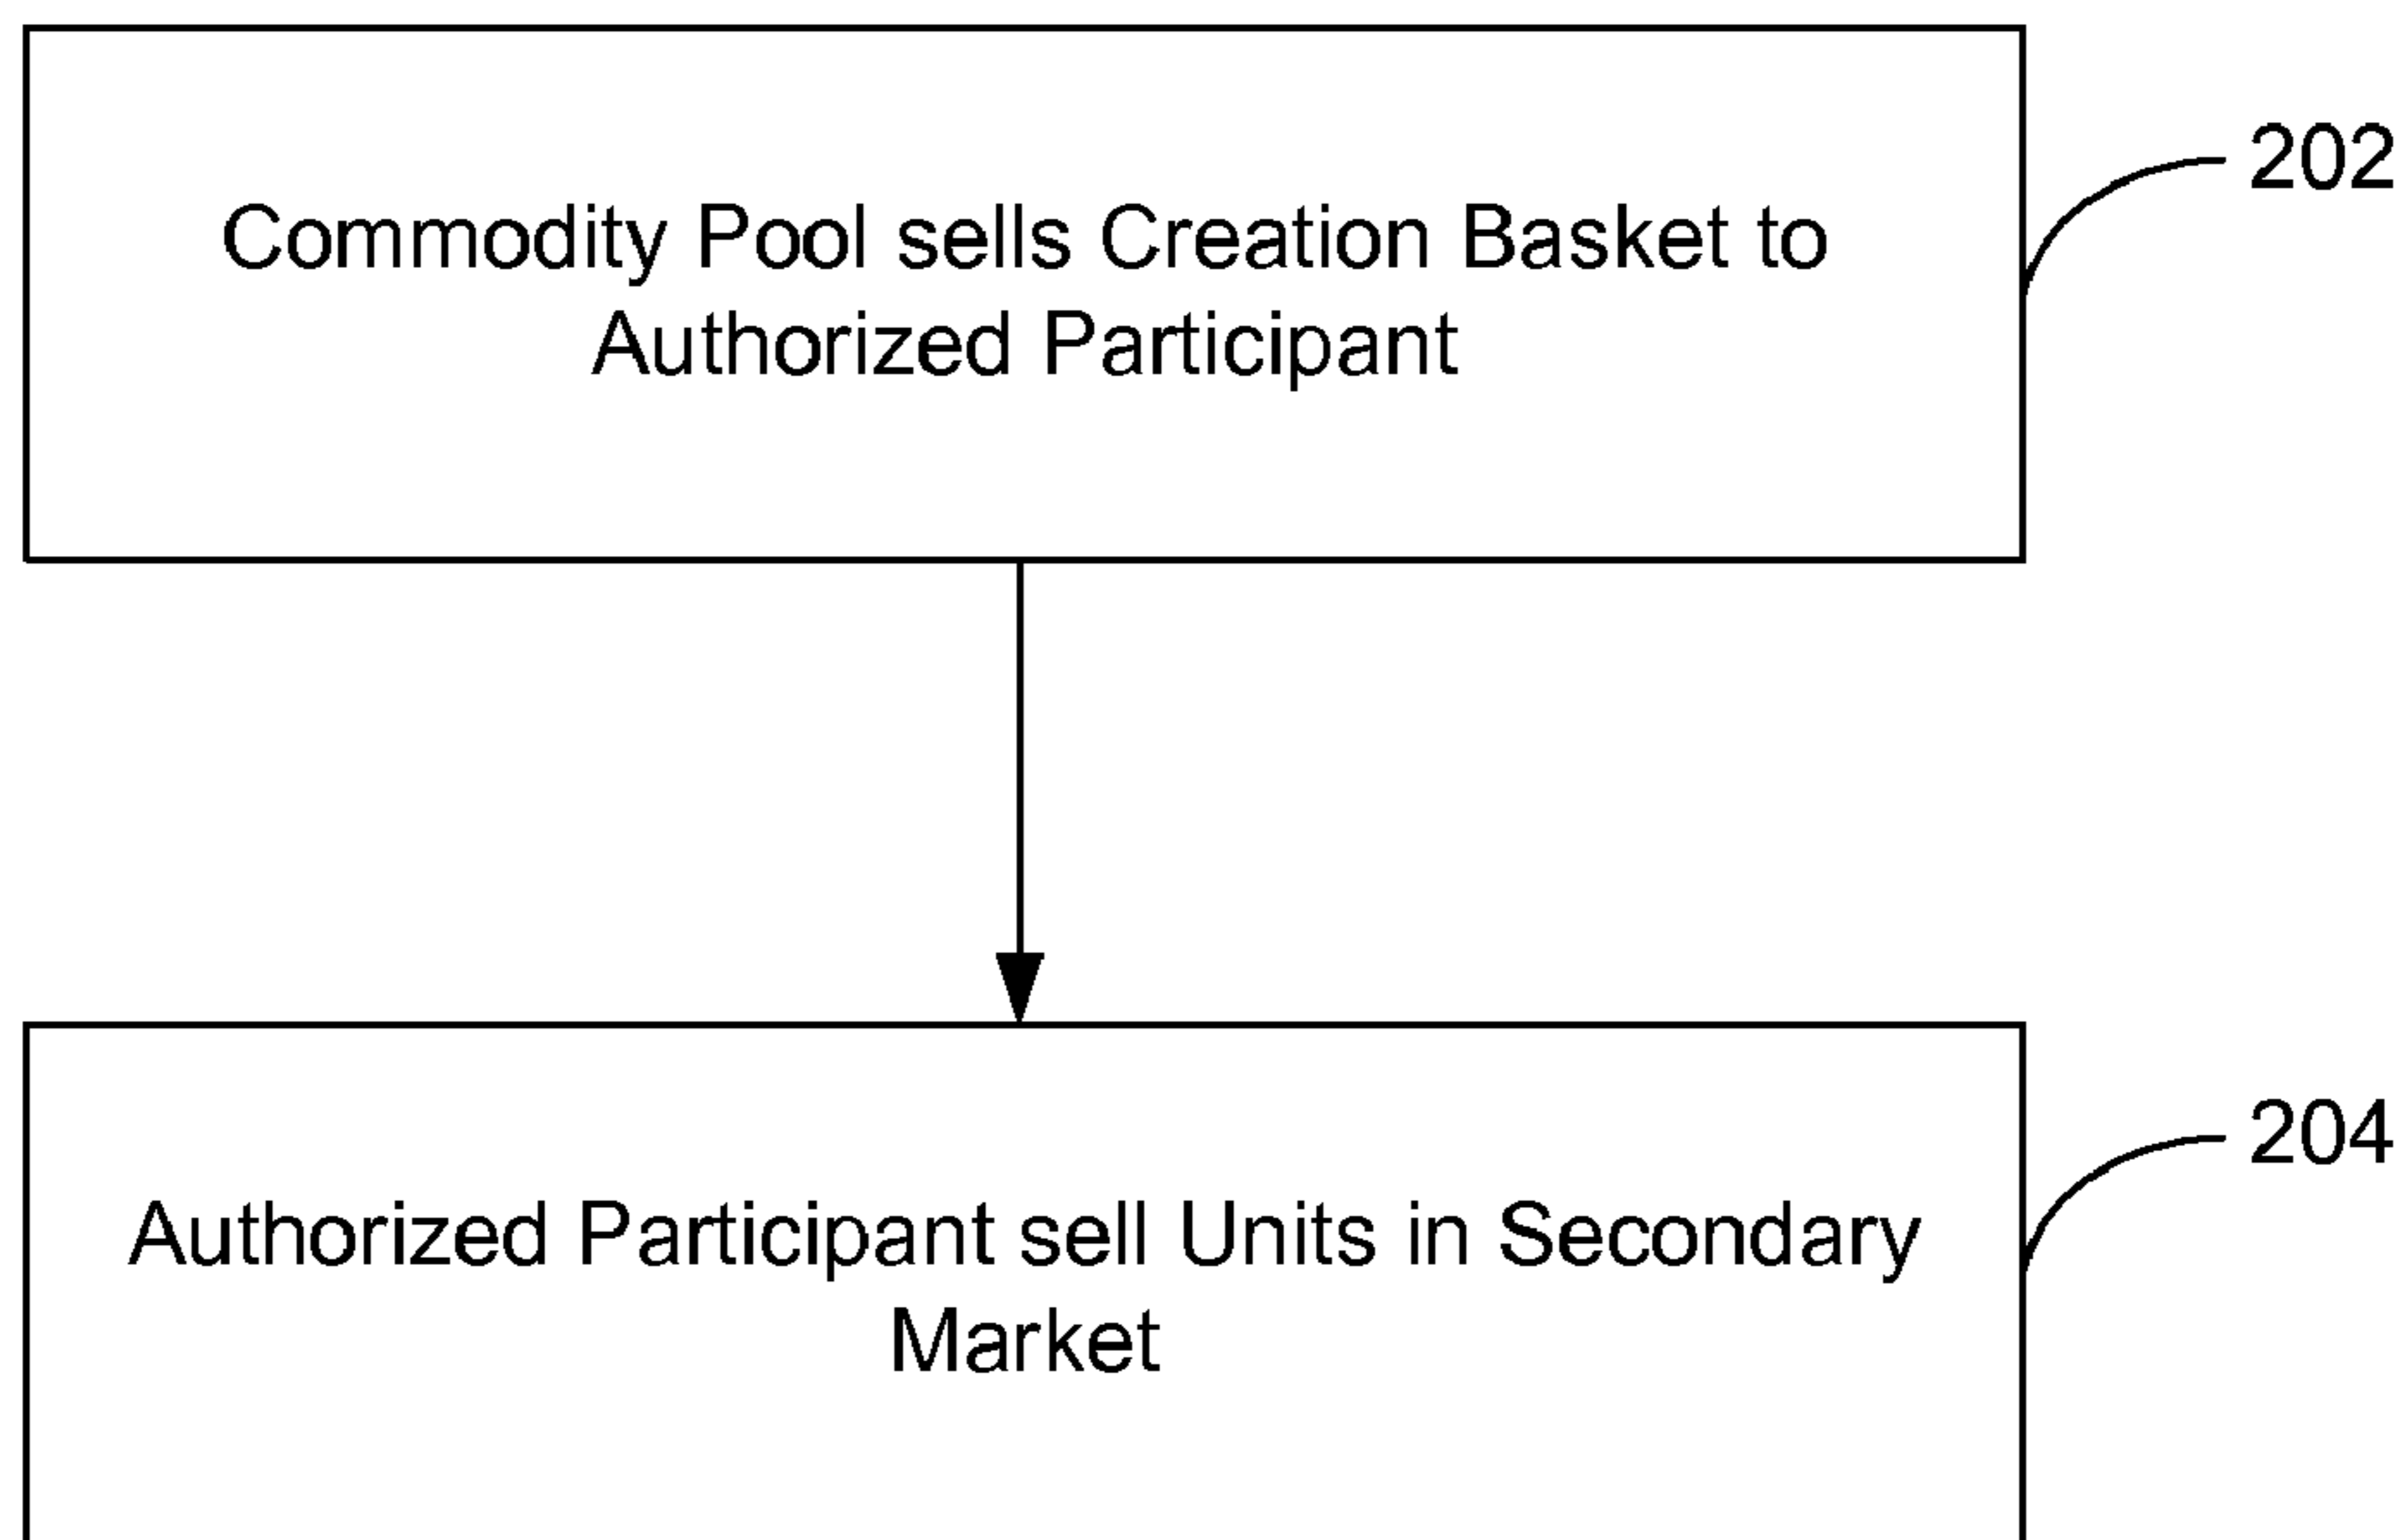 Commodity Pool sells Creation Basket to
Authorized Participant
202
Authorized Participant sell Units in Secondary
Market
204